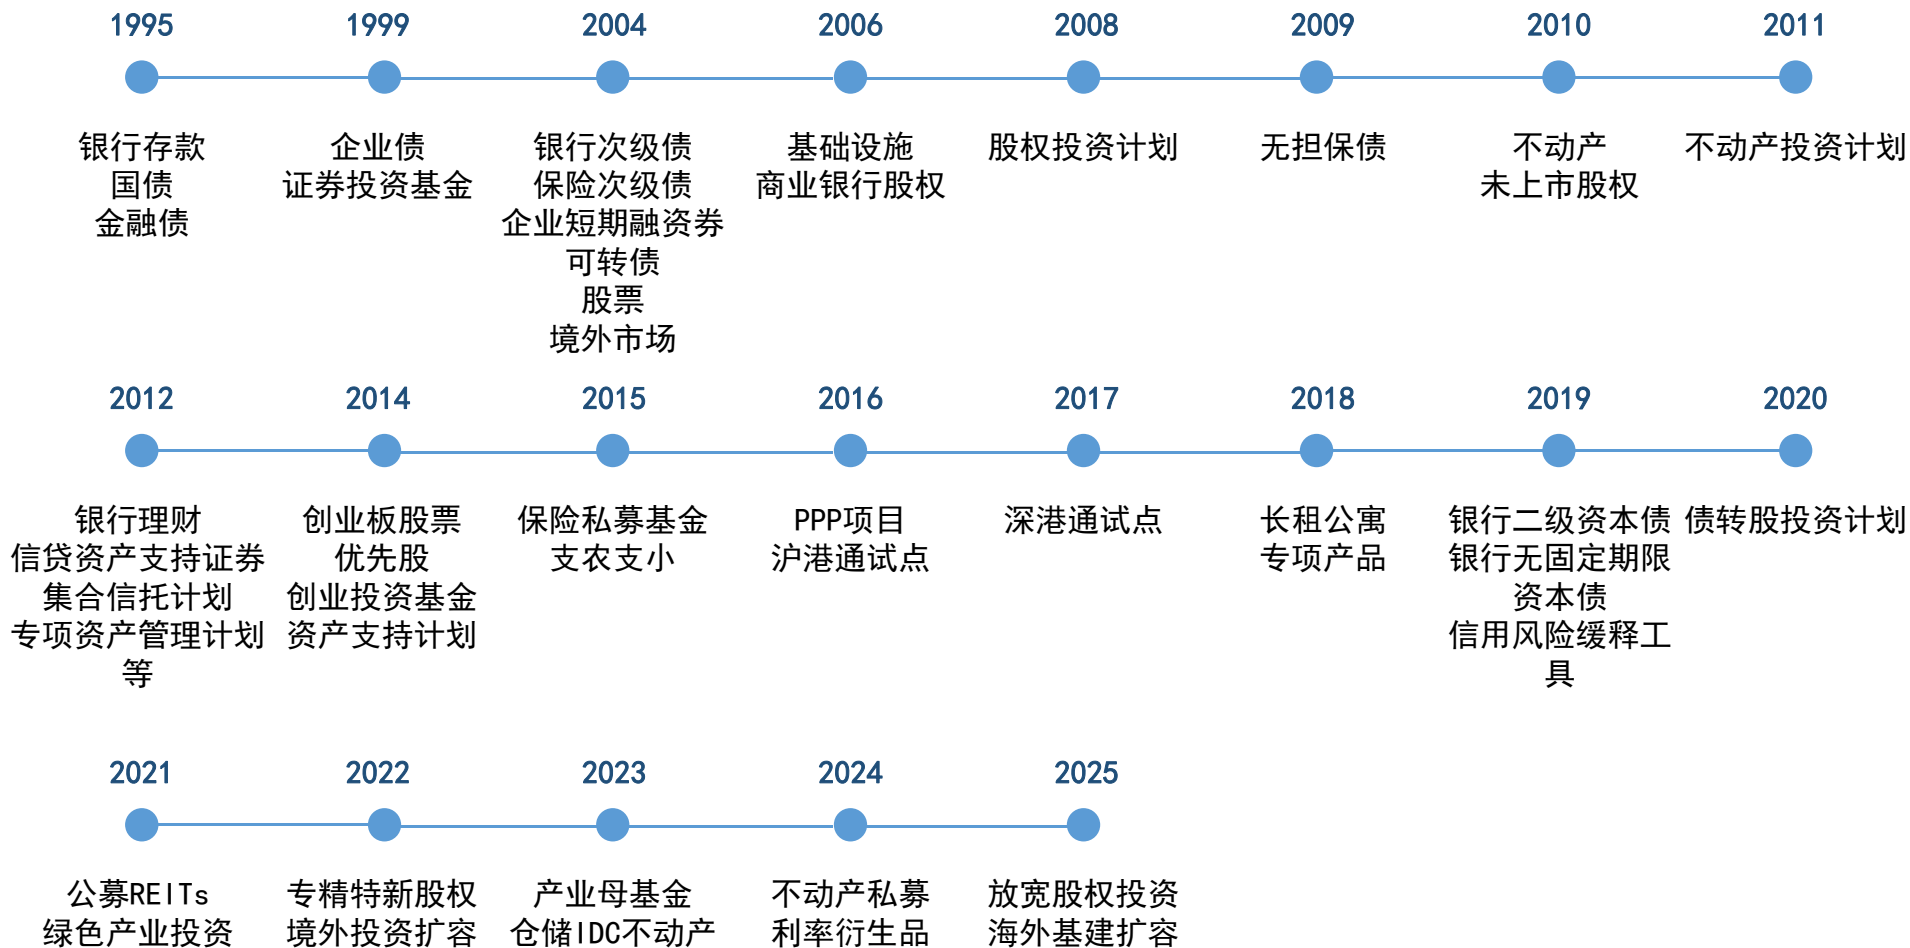 1995 1999 2004 2006 2008 2009 2010 2011
银行存款 企业债 银行次级债 基础设施 股权投资计划 无担保债 不动产 不动产投资计划
国债 证券投资基金 保险次级债 商业银行股权 未上市股权
金融债 企业短期融资券
可转债
股票
境外市场
2012 2014 2015 2016 2017 2018 2019 2020
银行理财 创业板股票 保险私募基金 PPP项目 深港通试点 长租公寓 银行二级资本债 债转股投资计划
信贷资产支持证券 优先股 支农支小 沪港通试点 专项产品 银行无固定期限
集合信托计划 创业投资基金 资本债
专项资产管理计划 资产支持计划 信用风险缓释工
等 具
2021 2022 2023 2024 2025
公募REITs 专精特新股权 产业母基金 不动产私募 放宽股权投资
绿色产业投资 境外投资扩容 仓储IDC不动产 利率衍生品 海外基建扩容